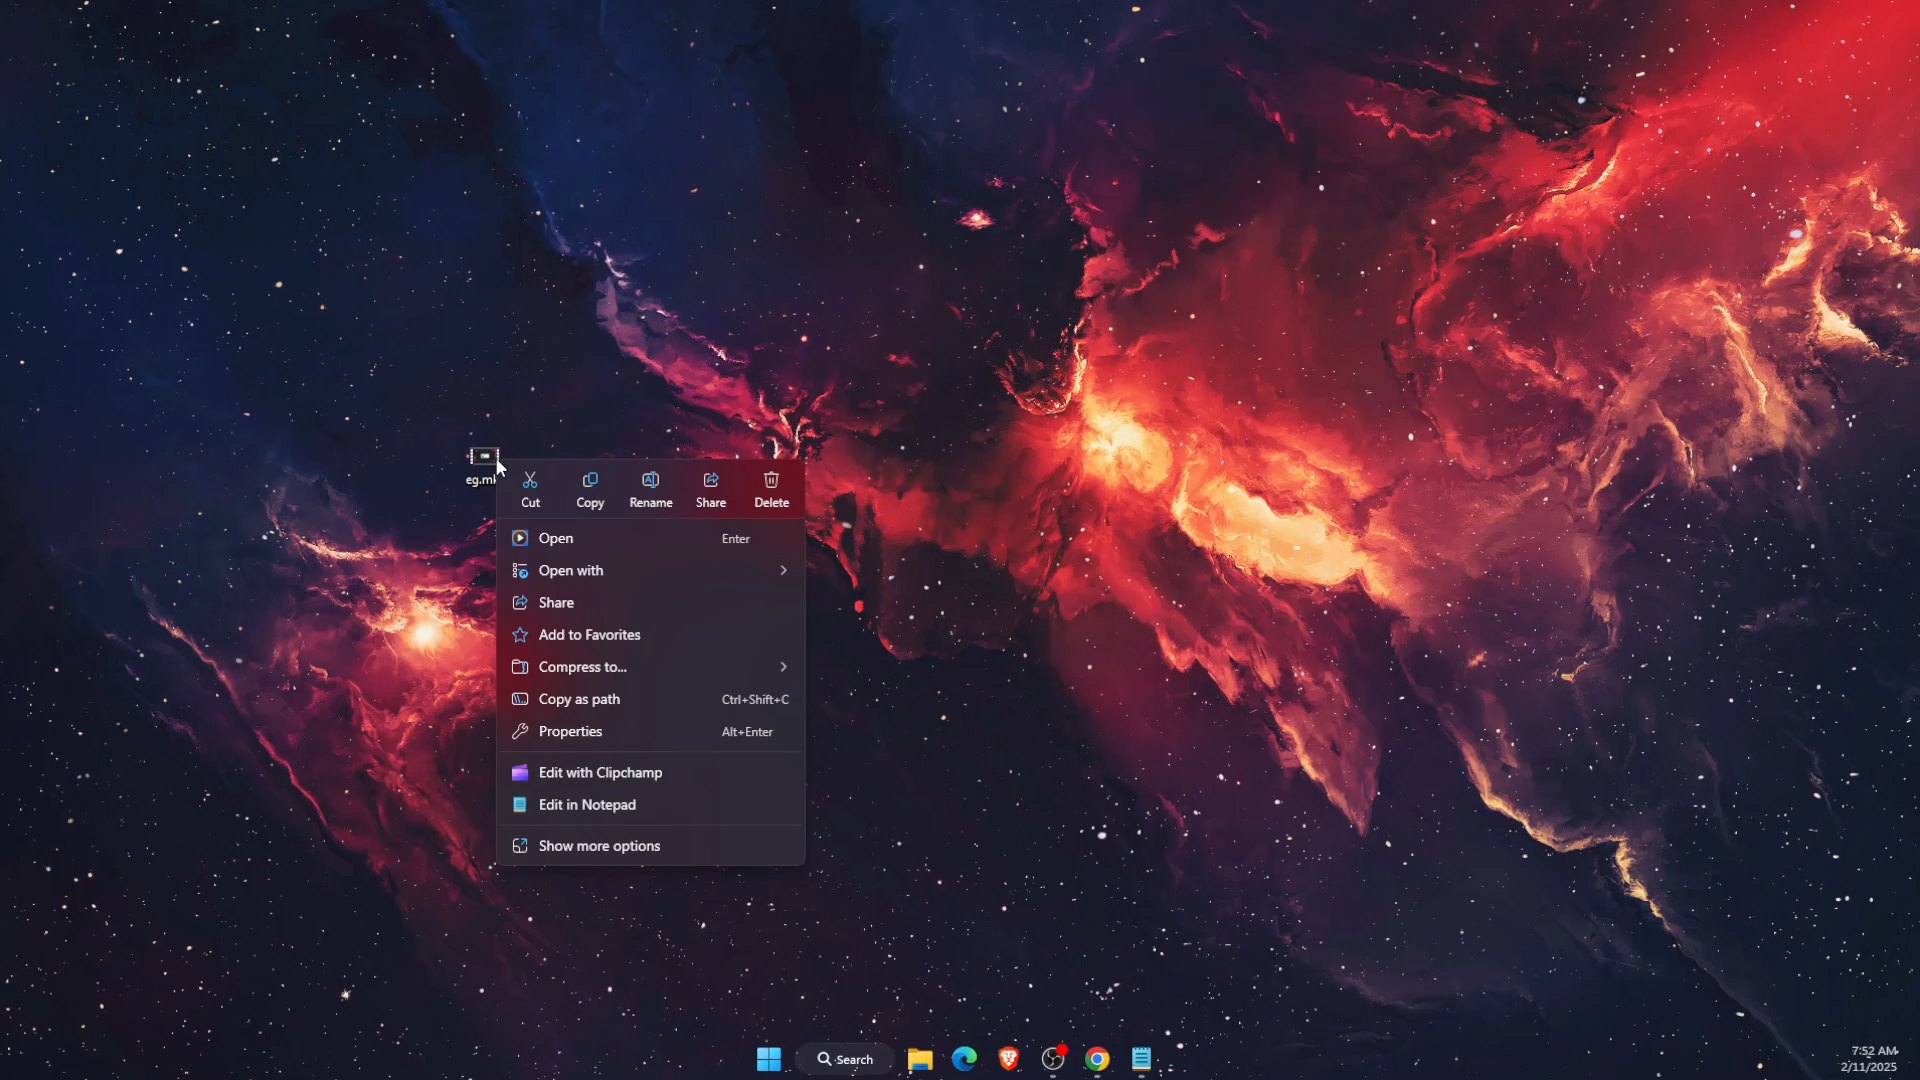 eg.m
Cut Copy Rename Share Delete
Open Enter
Open with
Share
Add to Favorites
Compress to...
Copy as path Ctrl+Shift+C
Properties Alt+Enter
Edit with Clipchamp
Edit in Notepad
Show more options
Search
7:52 AM
2/11/2025